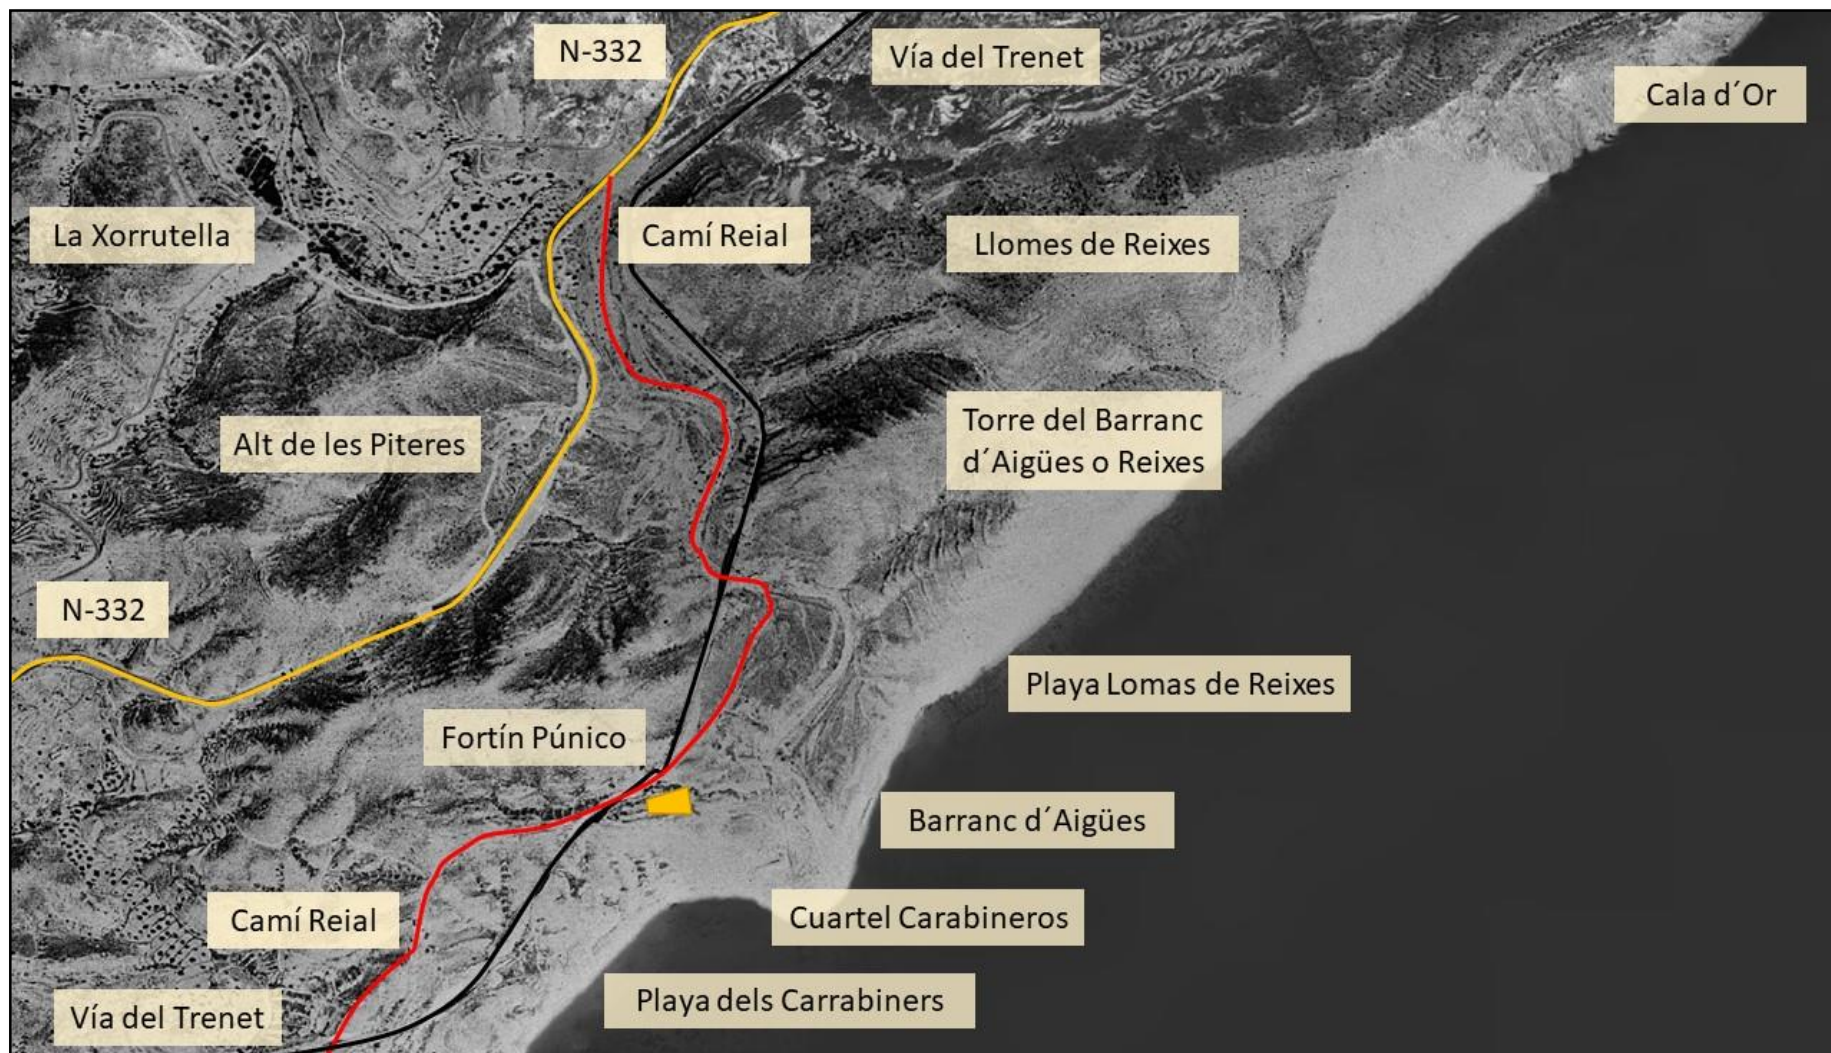 N-332
Vía del Trenet
Cala d´Or
La Xorrutella
Camí Reial
Llomes de Reixes
Alt de les Piteres
Torre del Barranc
d´Aigües o Reixes
N-332
Playa Lomas de Reixes
Fortín Púnico
Barranc d´Aigües
Camí Reial
Cuartel Carabineros
Vía del Trenet
Playa dels Carrabiners